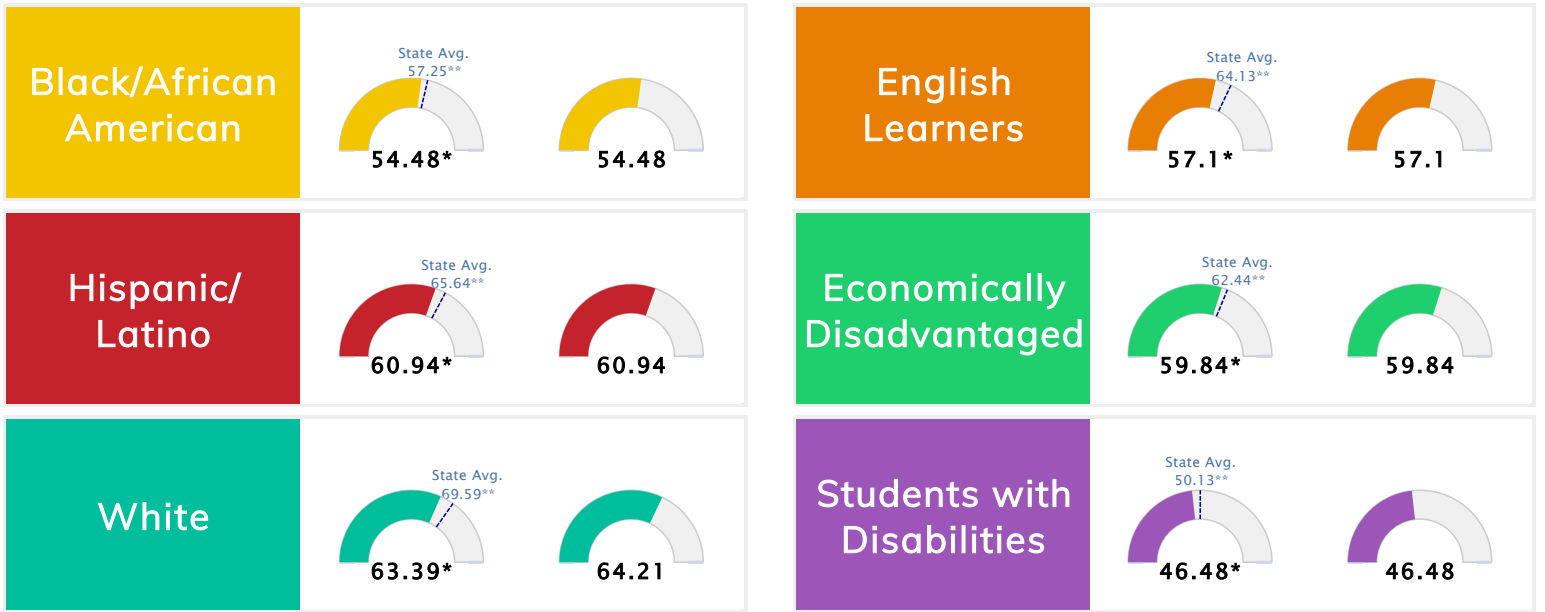 Black/African
American
State Avg.
57.25**
54.48*
54.48
English
Learners
State Avg.
64.13**
57.1*
57.1
Hispanic/
Latino
State Avg.
65.64**
60.94*
60.94
Economically
Disadvantaged
State Avg.
62.44**
59.84*
59.84
White
State Avg.
69.59**
63.39*
64.21
Students with
Disabilities
State Avg.
50.13**
46.48*
46.48